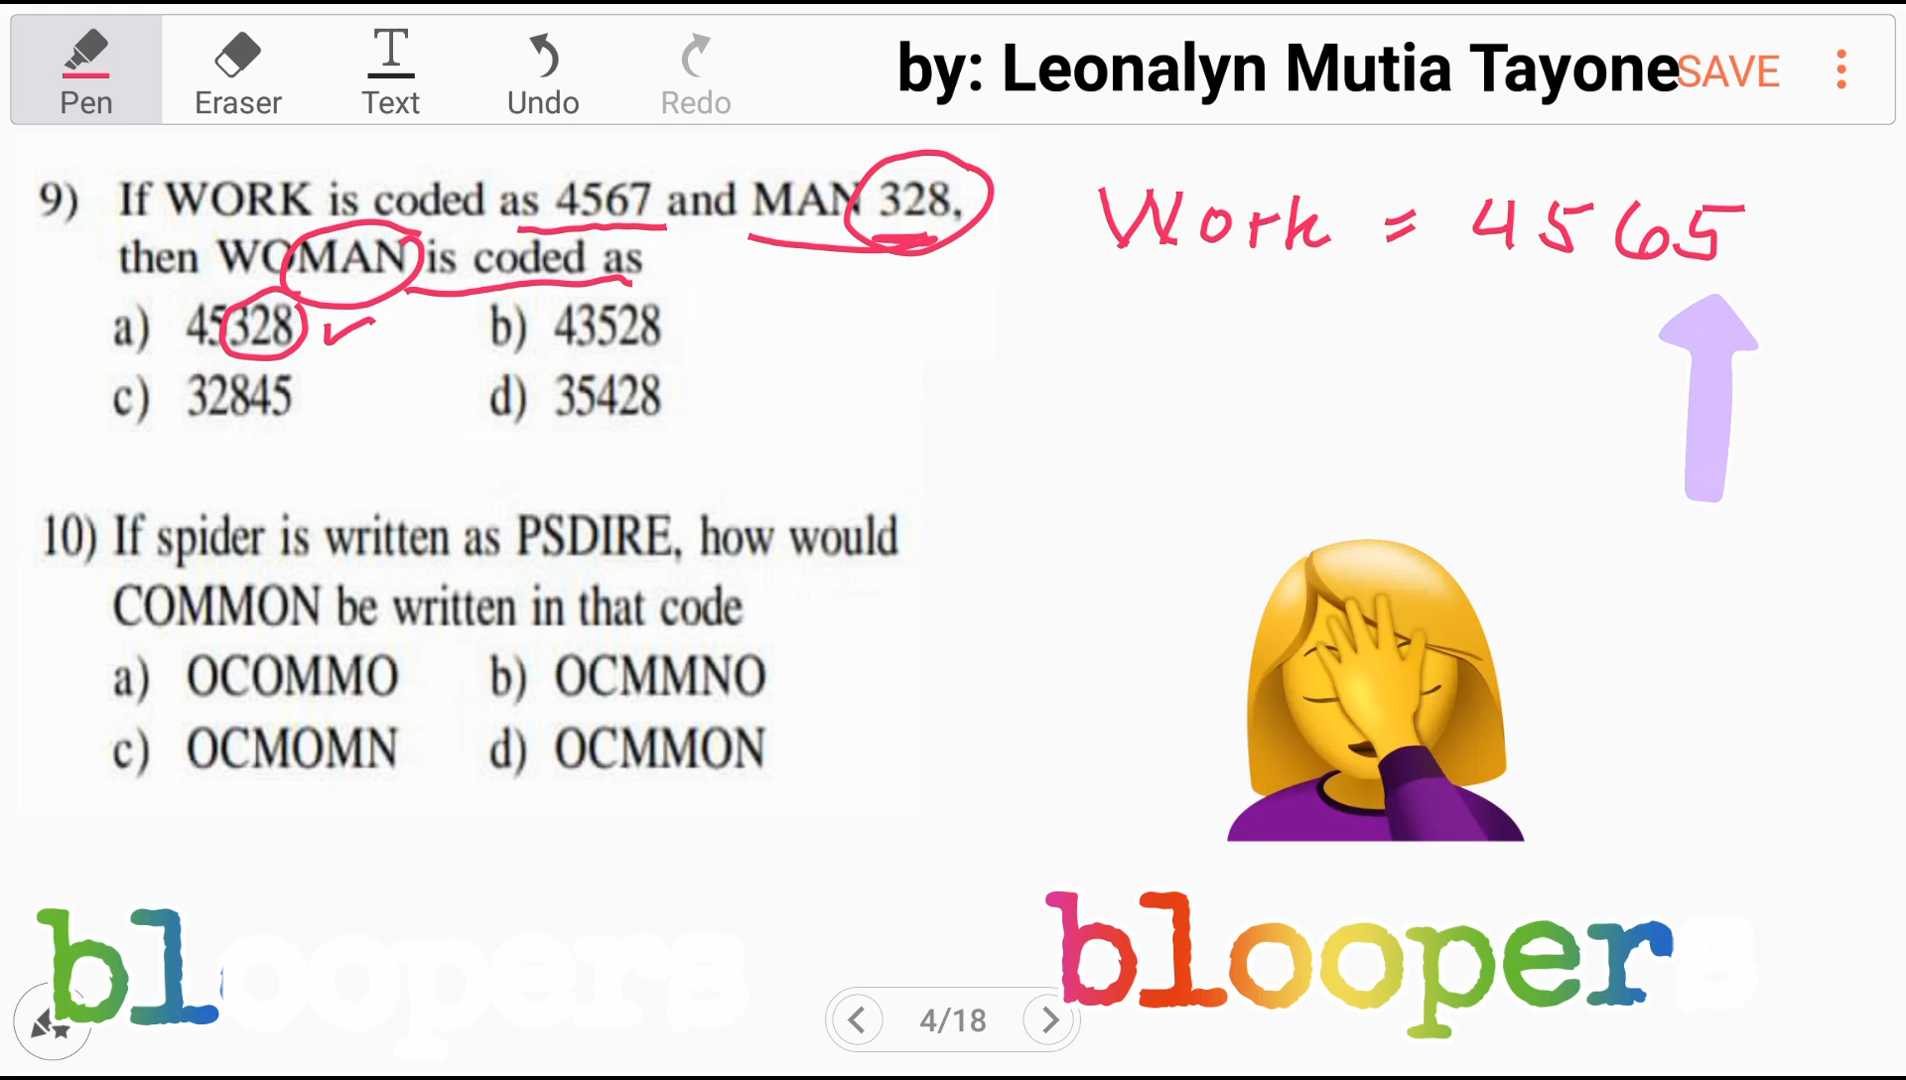 Pen
Eraser
Text
Undo
Redo
by: Leonalyn Mutia Tayone
SAVE
9) If WORK is coded as 4567 and MAN 328,
then WOMAN is coded as
a) 45328 b) 43528
c) 32845 d) 35428
Work = 4565
10) If spider is written as PSDIRE, how would
COMMON be written in that code
a) OCOMMO b) OCMMNO
c) OCMOMN d) OCMMON
bloopers
bloopers
4/18